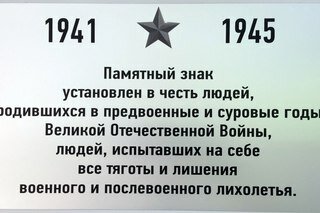 1941 1945
Памятный знак
установлен в честь людей,
родившихся в предвоенные и суровые годы
Великой Отечественной Войны,
людей, испытавших на себе
все тяготы и лишения
военного и послевоенного лихолетья.